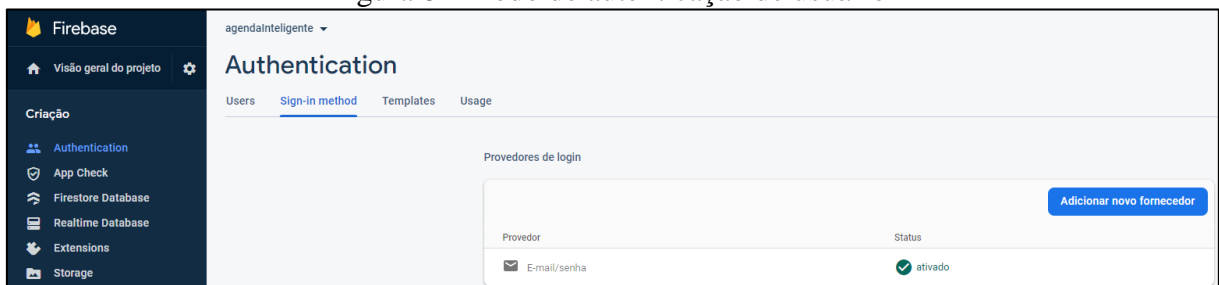 Firebase
Visão geral do projeto
Criação
Authentication
App Check
Firestore Database
Realtime Database
Extensions
Storage
agendaInteligente
Authentication
Users Sign-in method Templates Usage
Provedores de login
Adicionar novo fornecedor
Provedor Status
E-mail/senha ativado